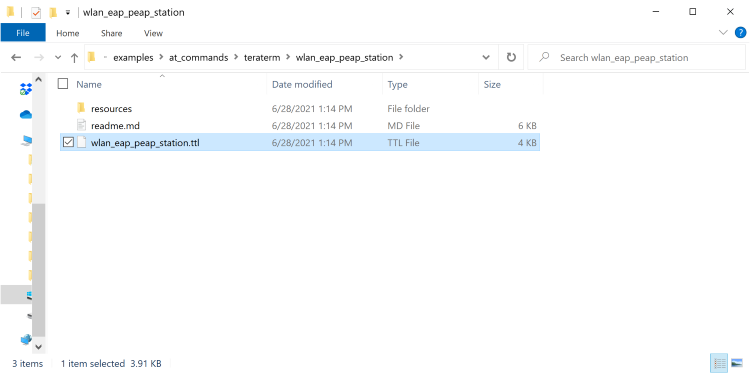 wlan_eap_peap_station
File Home Share View
examples at_commands teraterm wlan_eap_peap_station Search wlan_eap_peap_station
Name Date modified Type Size
resources 6/28/2021 1:14 PM File folder
readme.md 6/28/2021 1:14 PM MD File 6 KB
wlan_eap_peap_station.ttl 6/28/2021 1:14 PM TTL File 4 KB
3 items 1 item selected 3.91 KB